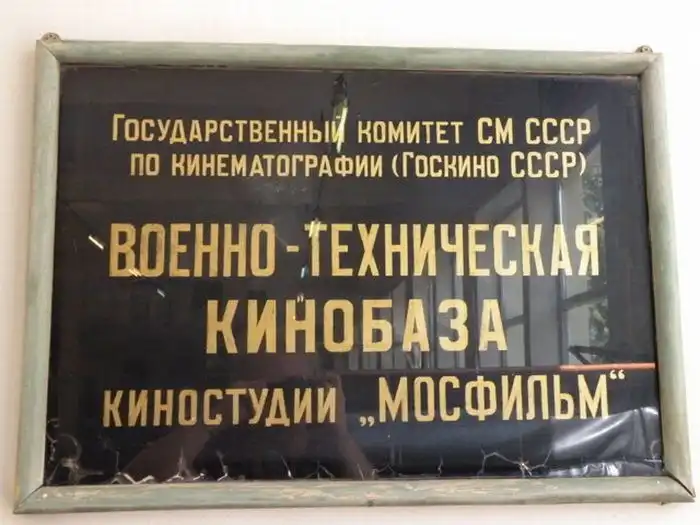 Государственный комитет СМ СССР
по кинематографии (Госкино СССР)
ВОЕННО-ТЕХНИЧЕСКАЯ
КИНОБАЗА
киностудии „МОСФИЛЬМ“